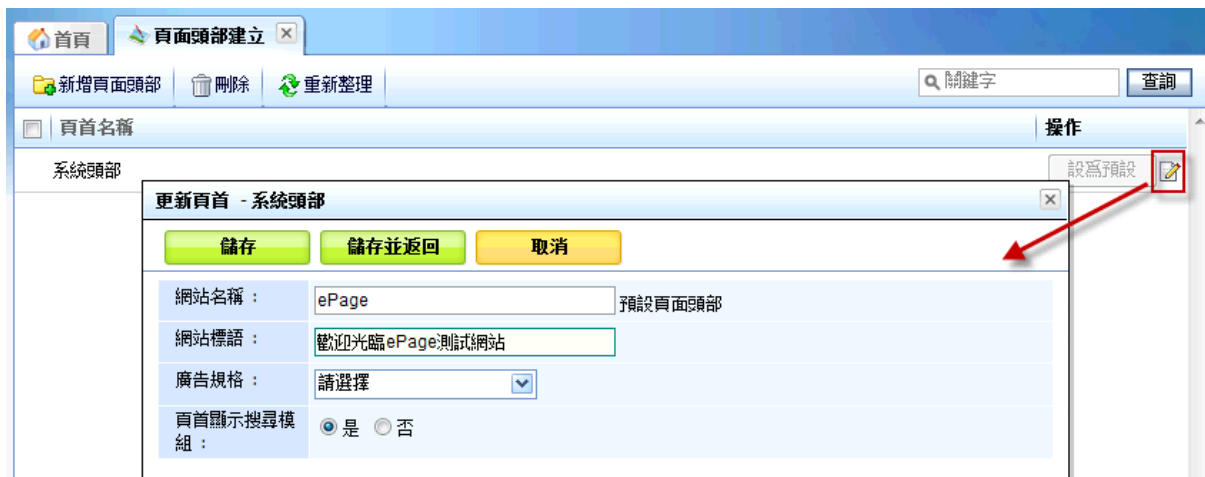 首頁 頁面頭部建立
新增頁面頭部 刪除 重新整理 關鍵字 查詢
頁首名稱 操作
系統頭部 設為預設
更新頁首 - 系統頭部
儲存 儲存並返回 取消
網站名稱： ePage 預設頁面頭部
網站標語： 歡迎光臨ePage測試網站
廣告規格： 請選擇
頁首顯示搜尋模
組： 是 否